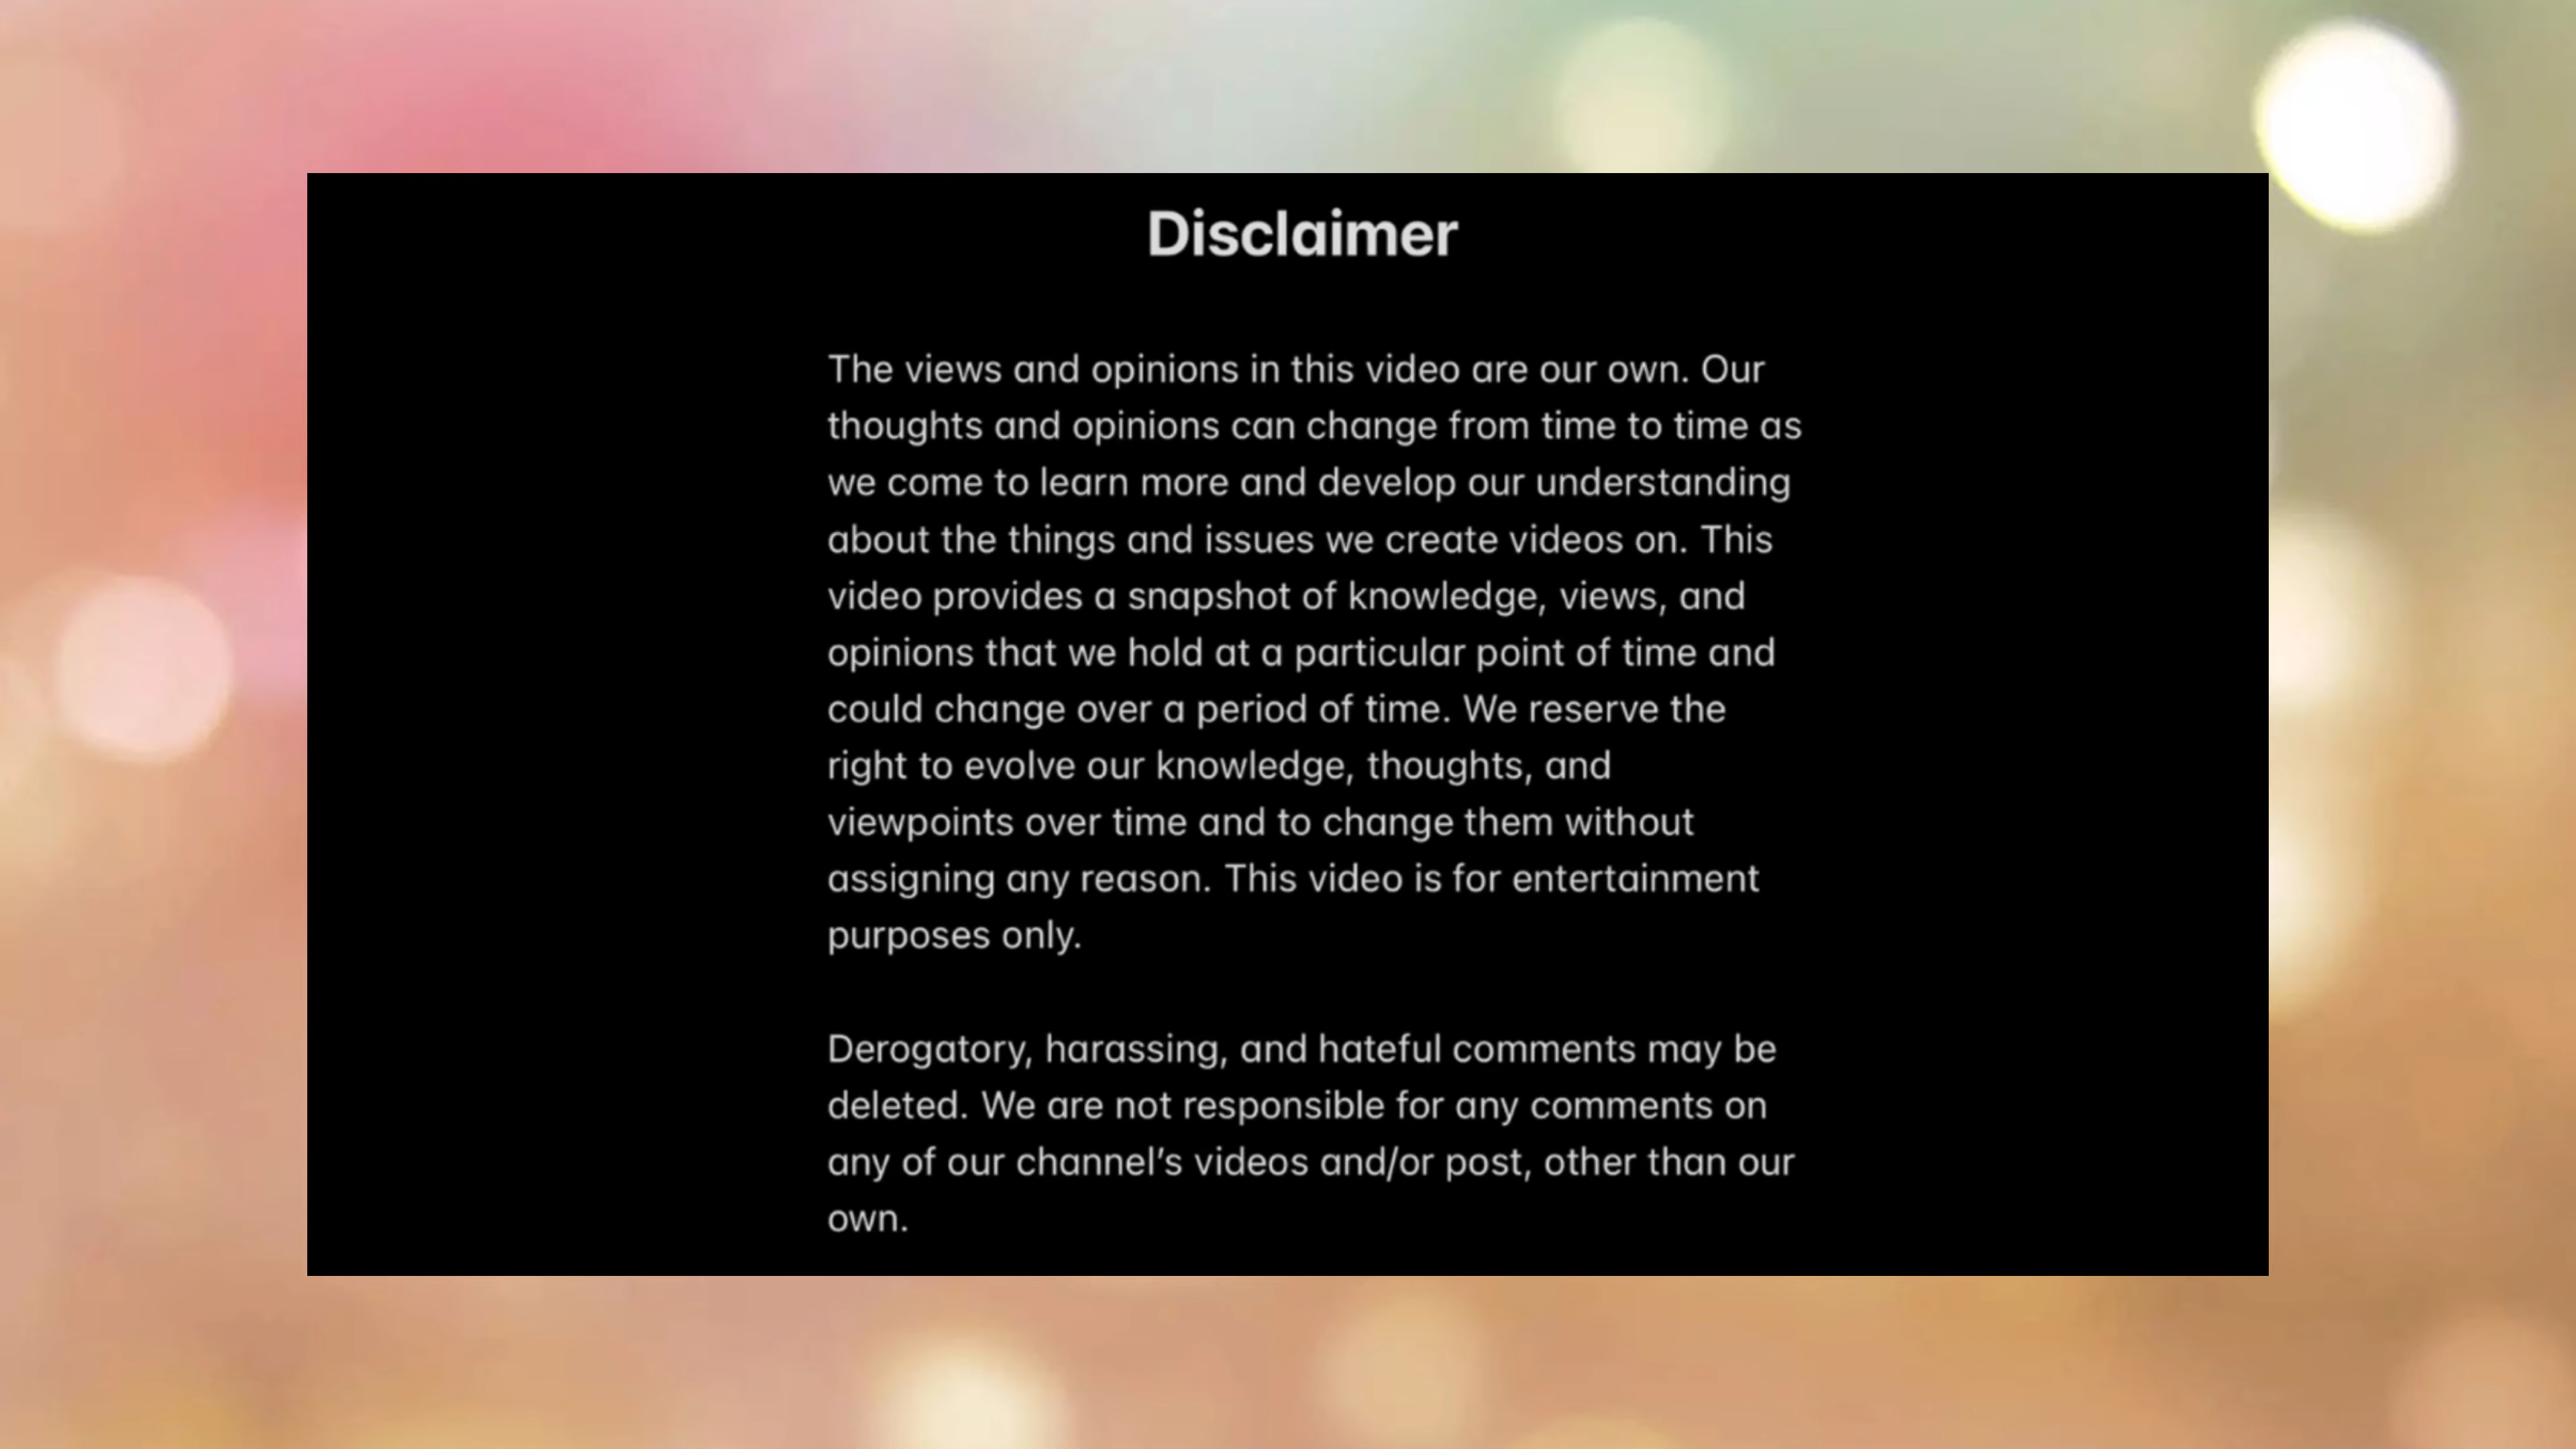 Disclaimer
The views and opinions in this video are our own. Our
thoughts and opinions can change from time to time as
we come to learn more and develop our understanding
about the things and issues we create videos on. This
video provides a snapshot of knowledge, views, and
opinions that we hold at a particular point of time and
could change over a period of time. We reserve the
right to evolve our knowledge, thoughts, and
viewpoints over time and to change them without
assigning any reason. This video is for entertainment
purposes only.
Derogatory, harassing, and hateful comments may be
deleted. We are not responsible for any comments on
any of our channel’s videos and/or post, other than our
own.